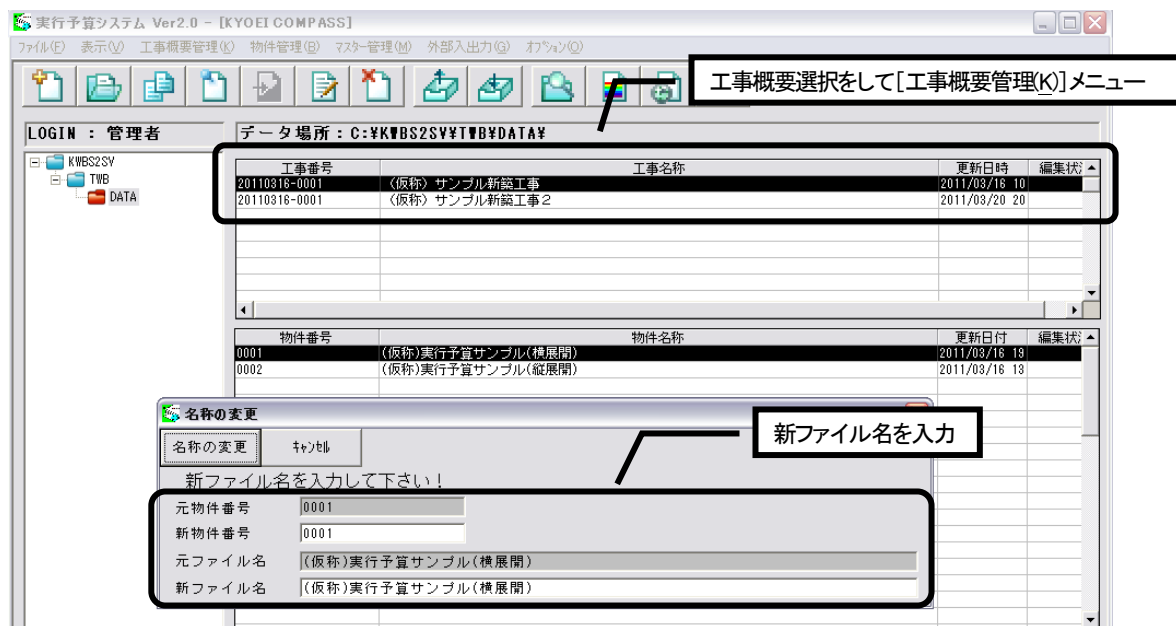 実行予算システム Ver2.0 - [KYOEI COMPASS]
ファイル(F) 表示(V) 工事概要管理(K) 物件管理(B) マスター管理(M) 外部入出力(G) オプション(O)
工事概要選択をして[工事概要管理(K)]メニュー
LOGIN : 管理者
データ場所：C:¥KWBS2SV¥TWB¥DATA¥
KWBS2SV
TWB
DATA
工事番号 工事名称 更新日時 編集状
20110316-0001 （仮称）サンプル新築工事 2011/03/16 10
20110316-0001 （仮称）サンプル新築工事２ 2011/03/20 20
物件番号 物件名称 更新日付 編集状
0001 (仮称)実行予算サンプル(横展開) 2011/03/16 19
0002 (仮称)実行予算サンプル(縦展開) 2011/03/16 13
名称の変更
新ファイル名を入力
名称の変更 ｷｬﾝｾﾙ
新ファイル名を入力して下さい！
元物件番号 0001
新物件番号 0001
元ファイル名 (仮称)実行予算サンプル(横展開)
新ファイル名 (仮称)実行予算サンプル(横展開)